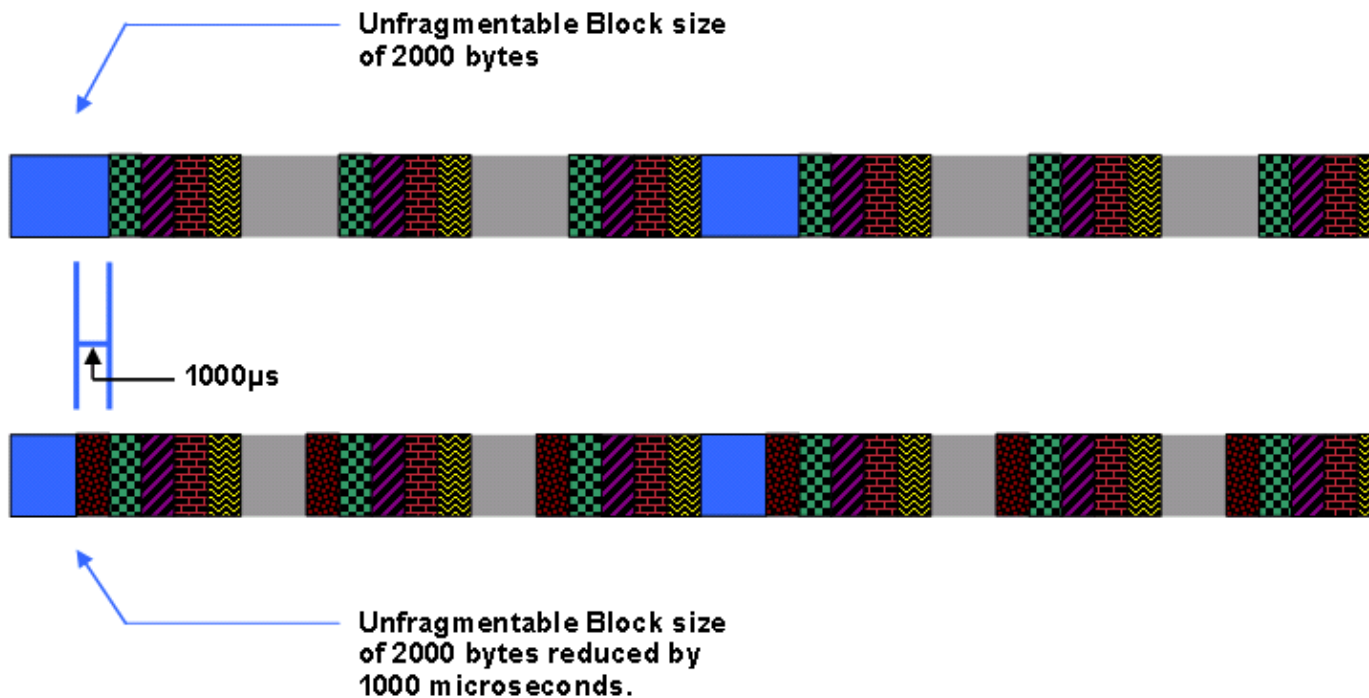 Unfragmentable Block size
of 2000 bytes
1000µs
Unfragmentable Block size
of 2000 bytes reduced by
1000 microseconds.